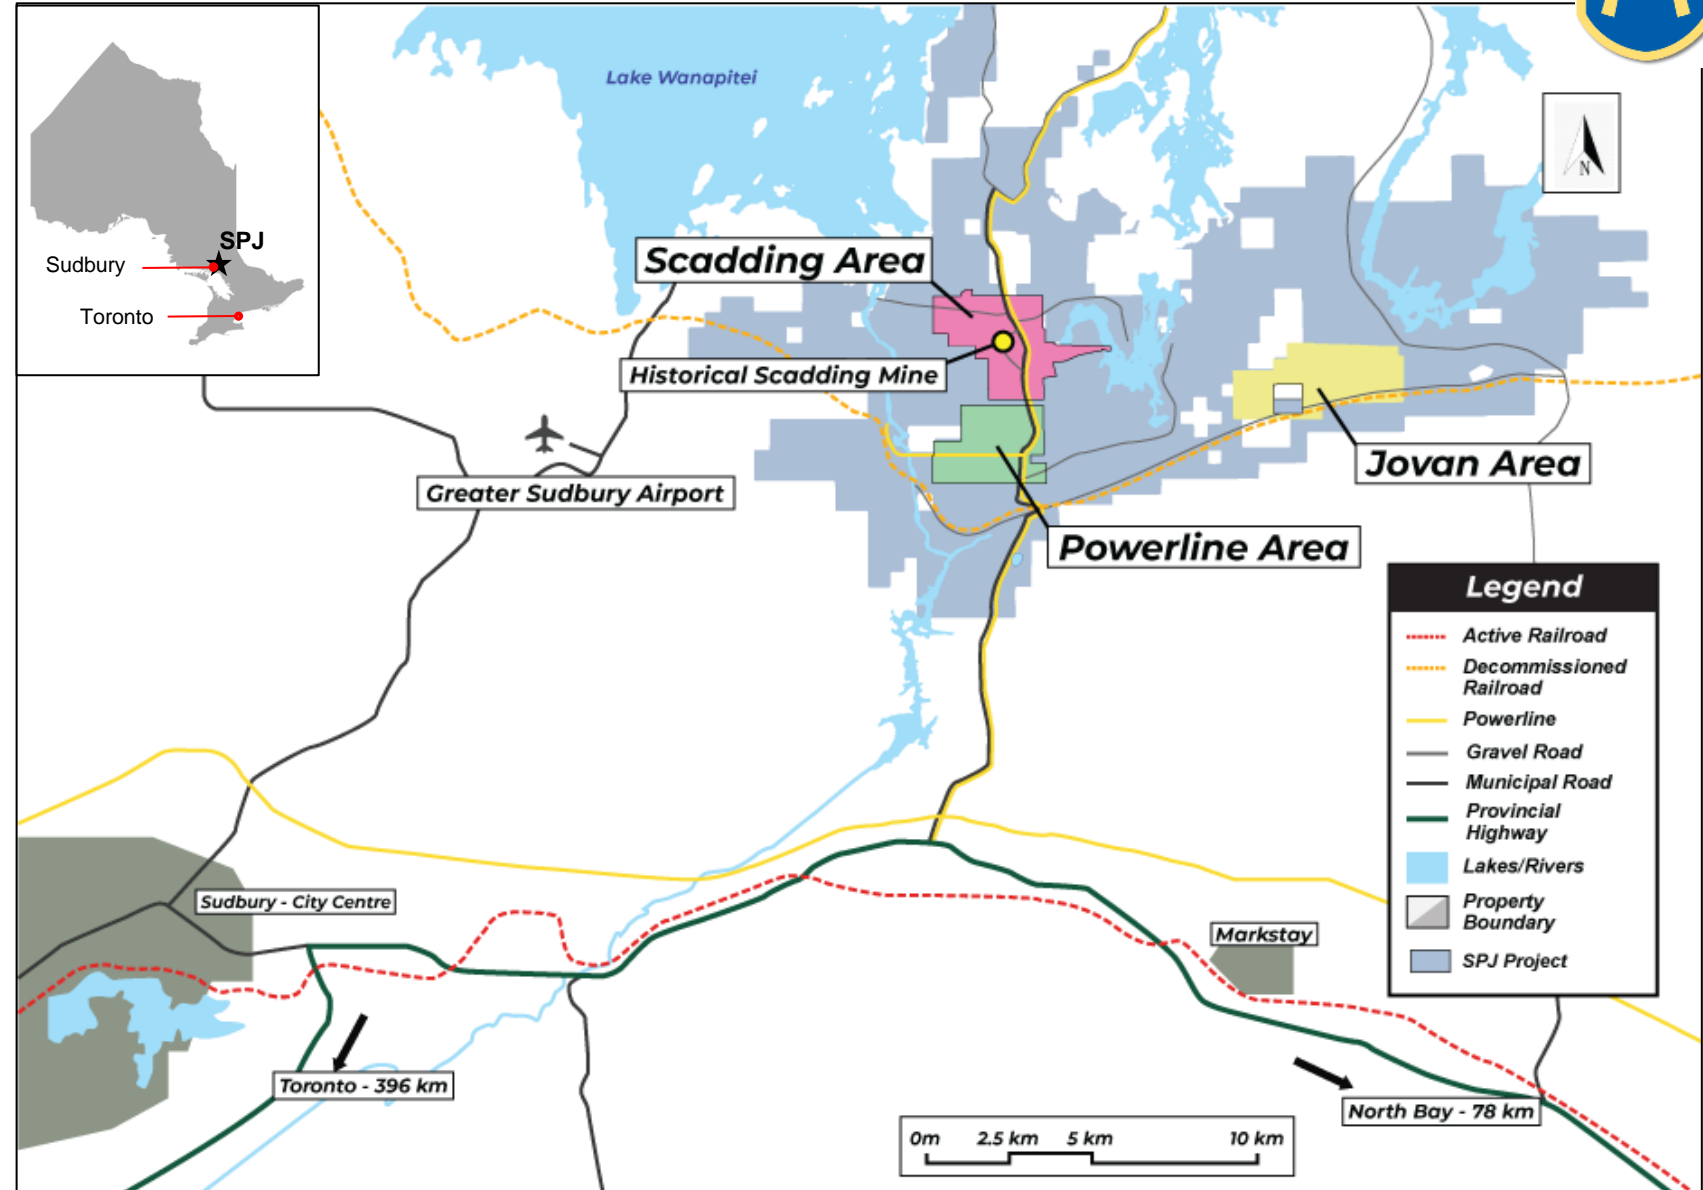 Lake Wanapitei
N
SPJ
Sudbury
Toronto
Scadding Area
Historical Scadding Mine
Greater Sudbury Airport
Jovan Area
Powerline Area
Legend
Active Railroad
Decommissioned
Railroad
Powerline
Gravel Road
Municipal Road
Provincial
Highway
Lakes/Rivers
Property
Boundary
SPJ Project
Sudbury - City Centre
Markstay
Toronto - 396 km
North Bay - 78 km
0m 2.5 km 5 km 10 km